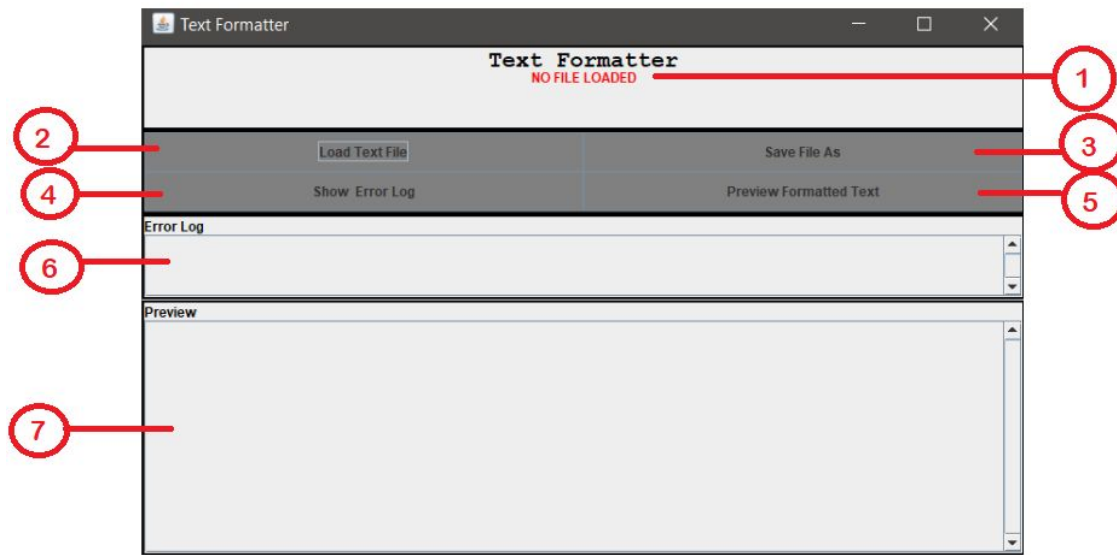 Text Formatter
Text Formatter
NO FILE LOADED
1
2
Load Text File
Save File As
3
4
Show Error Log
Preview Formatted Text
5
Error Log
6
Preview
7